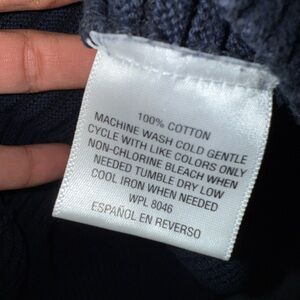 100% COTTON
MACHINE WASH COLD GENTLE
CYCLE WITH LIKE COLORS ONLY
NON-CHLORINE BLEACH WHEN
NEEDED TUMBLE DRY LOW
COOL IRON WHEN NEEDED
WPL 8046
ESPAÑOL EN REVERSO